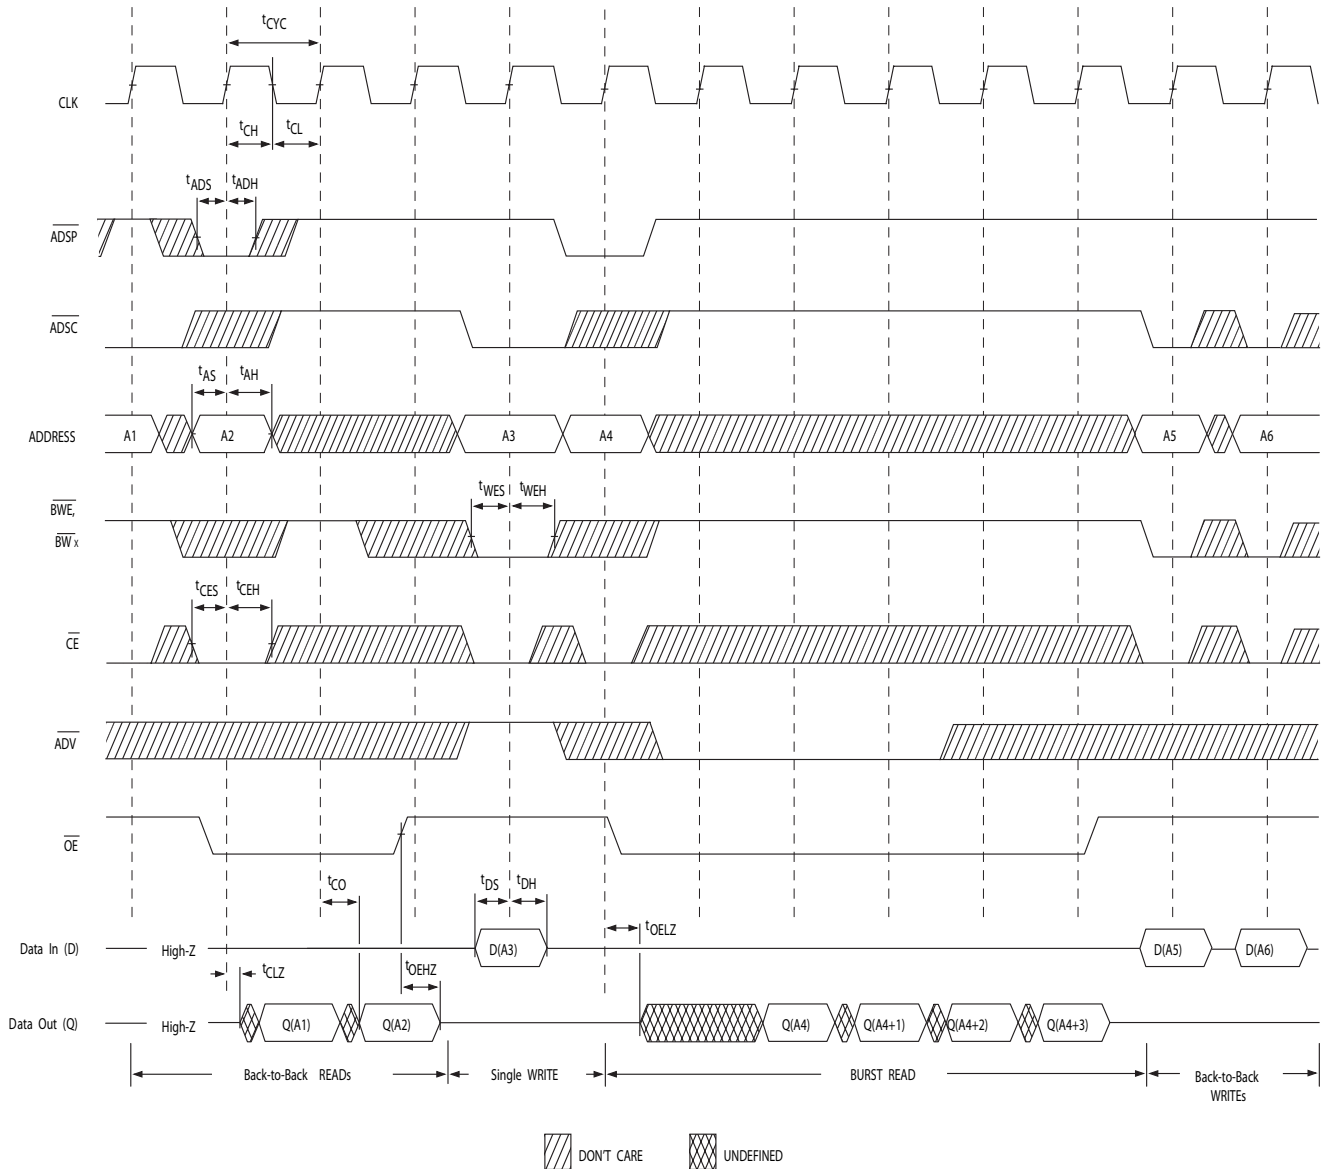 tCYC
CLK
tCH
tCL
tADS
tADH
ADSP
ADSC
tAS
tAH
ADDRESS
A1
A2
A3
A4
A5
A6
tWES
tWEH
BWE,
BW x
tCES
tCEH
CE
ADV
OE
tCO
tDS
tDH
tOELZ
Data In (D)
High-Z
D(A3)
D(A5)
D(A6)
tCLZ
tOEHZ
Data Out (Q)
High-Z
Q(A1)
Q(A2)
Q(A4)
Q(A4+1)
Q(A4+2)
Q(A4+3)
Back-to-Back READs
Single WRITE
BURST READ
Back-to-Back
WRITEs
DON'T CARE
UNDEFINED